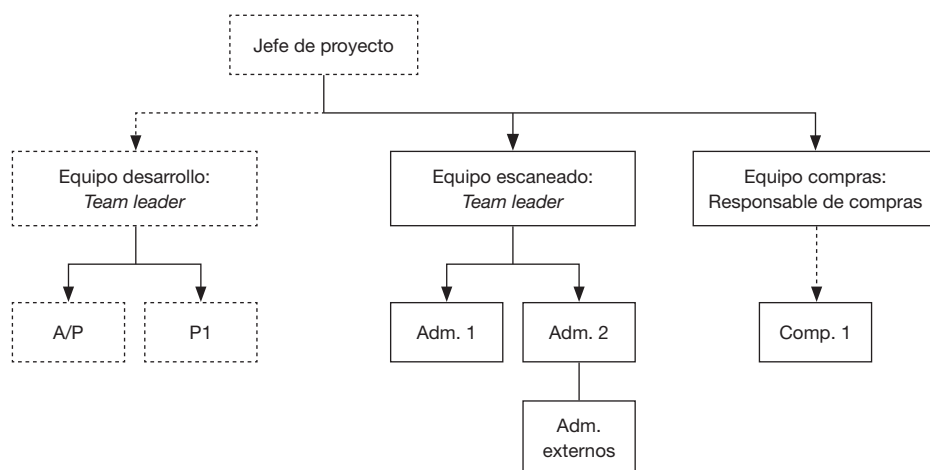 Jefe de proyecto
Equipo desarrollo:
Team leader
Equipo escaneado:
Team leader
Equipo compras:
Responsable de compras
A/P
P1
Adm. 1
Adm. 2
Comp. 1
Adm.
externos